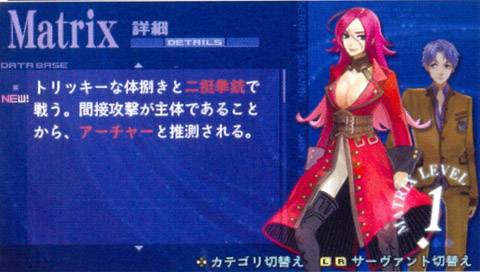 Matrix 詳細
DETAILS
DATA BASE
NEW!
トリッキーな体捌きと二挺拳銃で
戦う。間接攻撃が主体であること
から、アーチャーと推測される。
MATRIX LEVEL
1
カテゴリ切替え
L R サーヴァント切替え